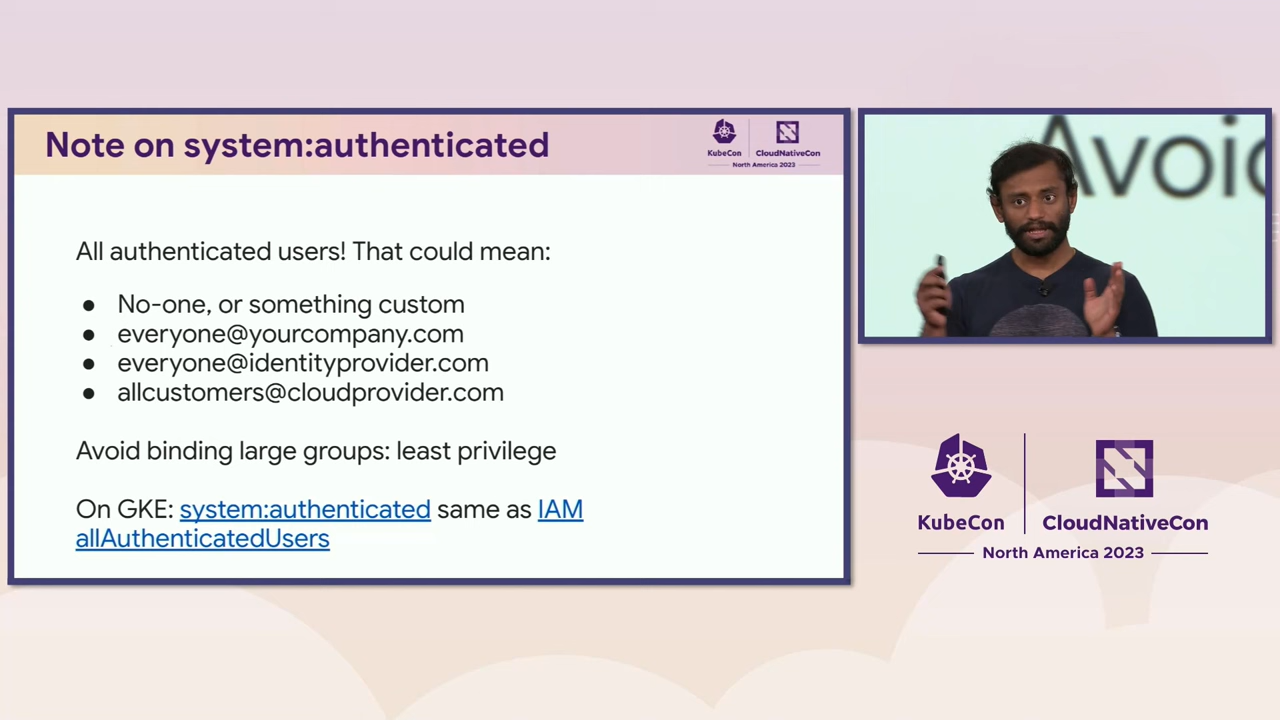 Note on system:authenticated
KubeCon
CloudNativeCon
North America 2023
All authenticated users! That could mean:
● No-one, or something custom
● everyone@yourcompany.com
● everyone@identityprovider.com
● allcustomers@cloudprovider.com
Avoid binding large groups: least privilege
On GKE: system:authenticated same as IAM
allAuthenticatedUsers
Avoid
KubeCon
CloudNativeCon
North America 2023